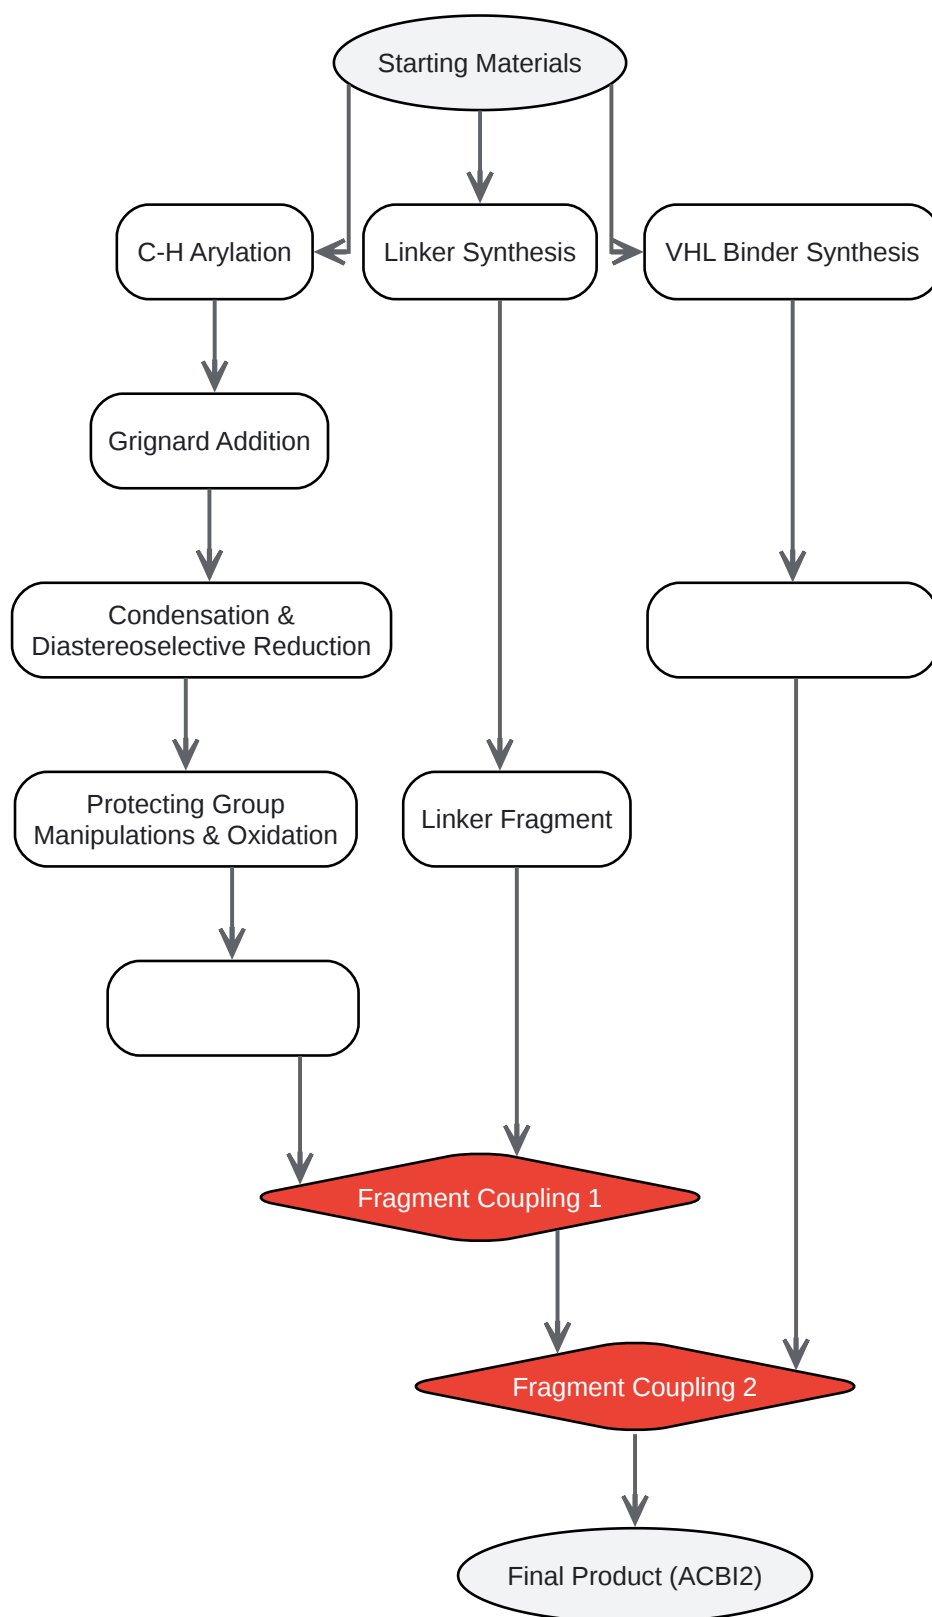 Starting Materials
C-H Arylation
Linker Synthesis
VHL Binder Synthesis
Grignard Addition
Condensation &
Diastereoselective Reduction
Protecting Group
Manipulations & Oxidation
Linker Fragment
Fragment Coupling 1
Fragment Coupling 2
Final Product (ACBI2)